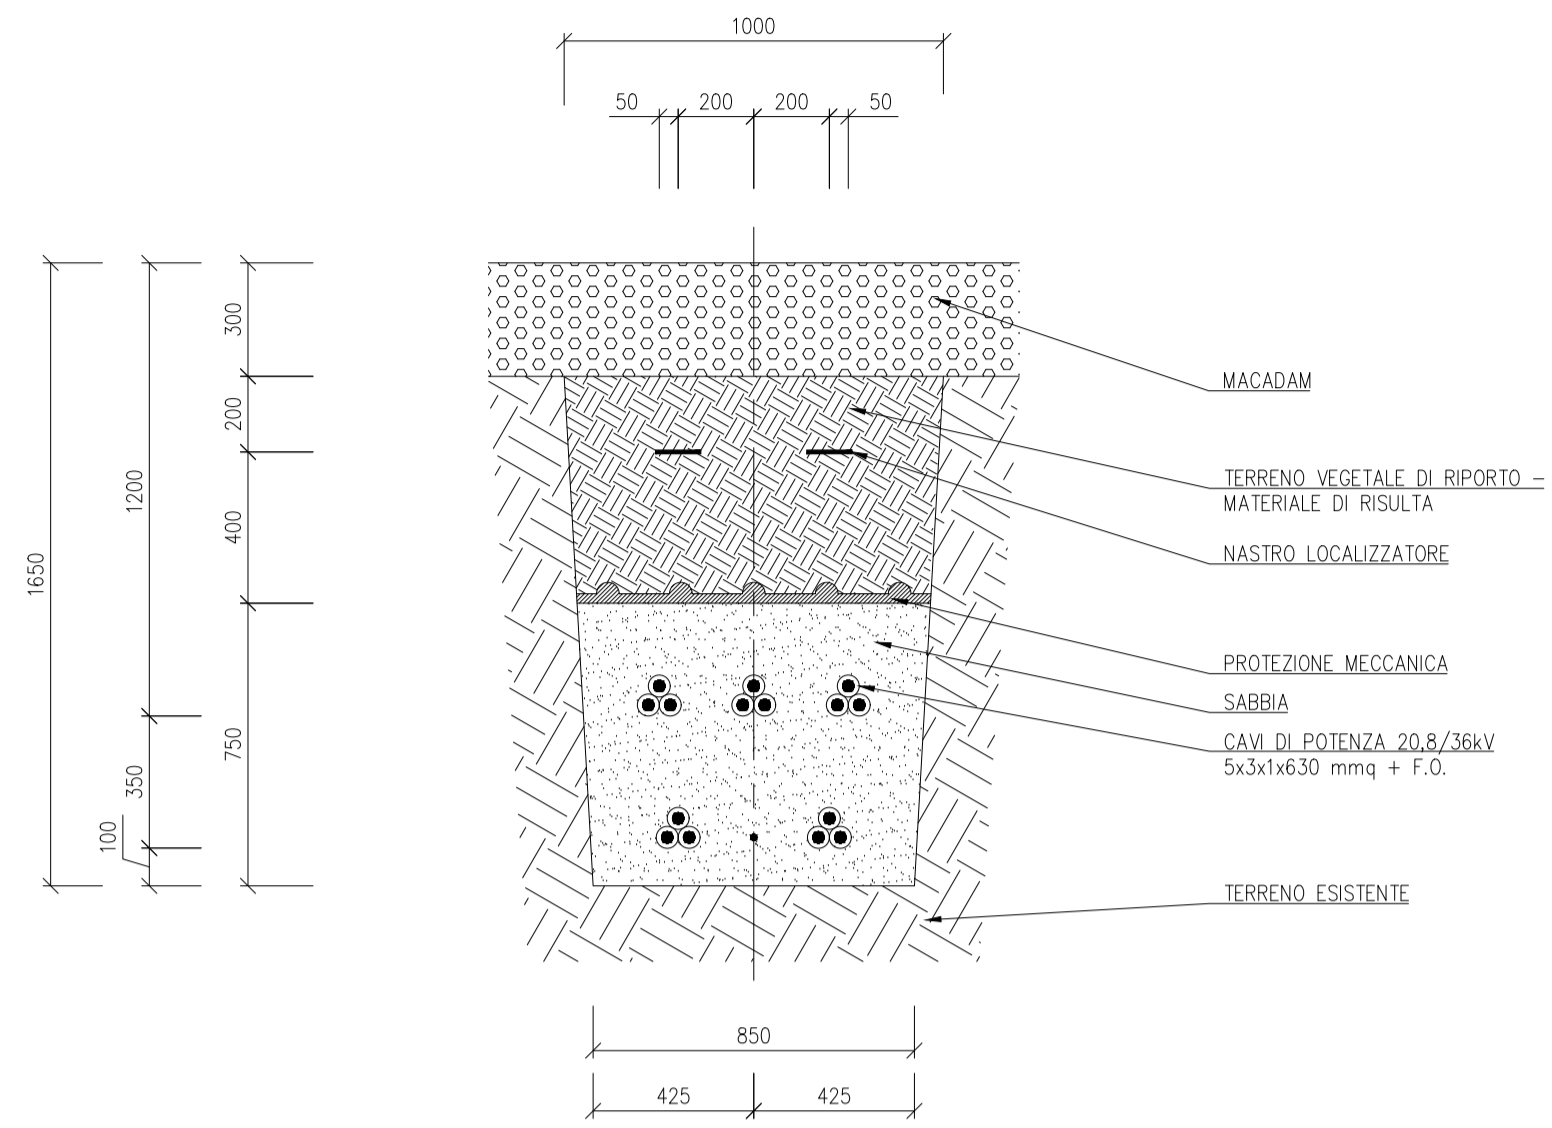 1000
50 200 200 50
300
200
400
750
1200
350
100
1650
MACADAM
TERRENO VEGETALE DI RIPORTO –
MATERIALE DI RISULTA
NASTRO LOCALIZZATORE
PROTEZIONE MECCANICA
SABBIA
CAVI DI POTENZA 20,8/36kV
5x3x1x630 mmq + F.O.
TERRENO ESISTENTE
850
425 425